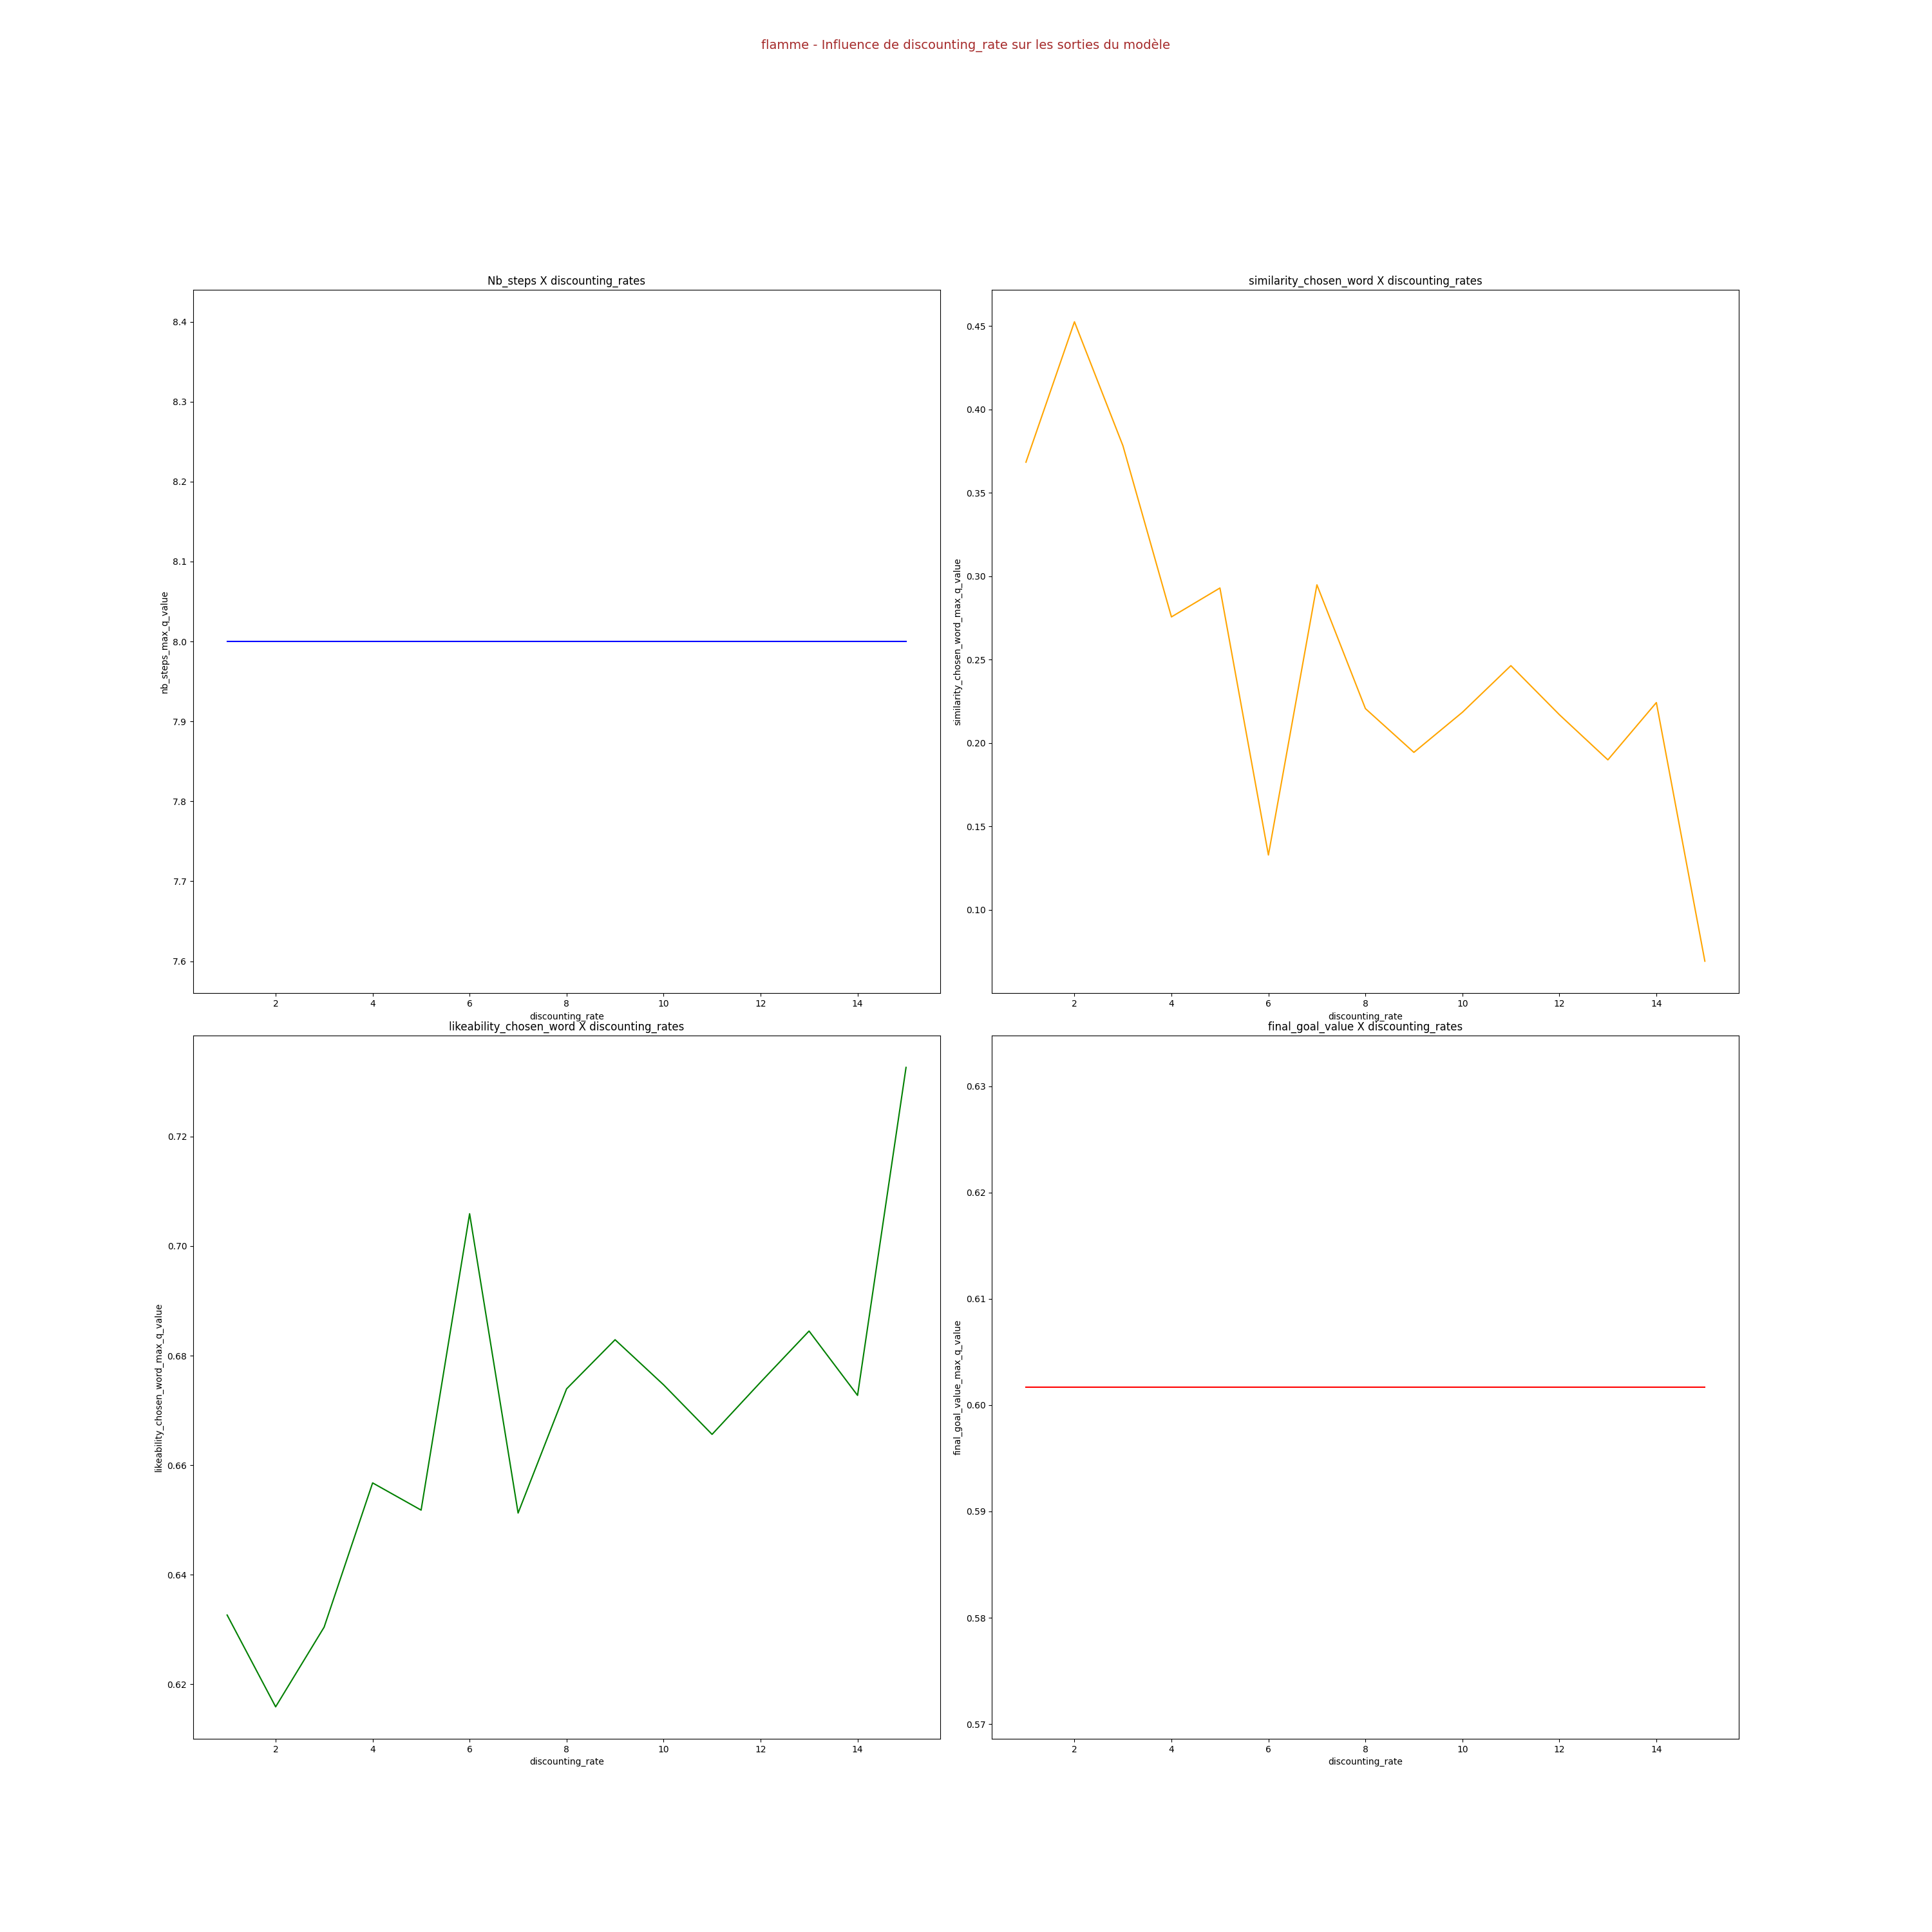 flamme - Influence de discounting_rate sur les sorties du modèle
Nb_steps X discounting_rates
8.4
8.3
8.2
8.1
8.0
7.9
7.8
7.7
7.6
nb_steps_max_q_value
2 4 6 8 10 12 14
discounting_rate
similarity_chosen_word X discounting_rates
0.45
0.40
0.35
0.30
0.25
0.20
0.15
0.10
similarity_chosen_word_max_q_value
2 4 6 8 10 12 14
discounting_rate
likeability_chosen_word X discounting_rates
0.72
0.70
0.68
0.66
0.64
0.62
likeability_chosen_word_max_q_value
2 4 6 8 10 12 14
discounting_rate
final_goal_value X discounting_rates
0.63
0.62
0.61
0.60
0.59
0.58
0.57
final_goal_value_max_q_value
2 4 6 8 10 12 14
discounting_rate